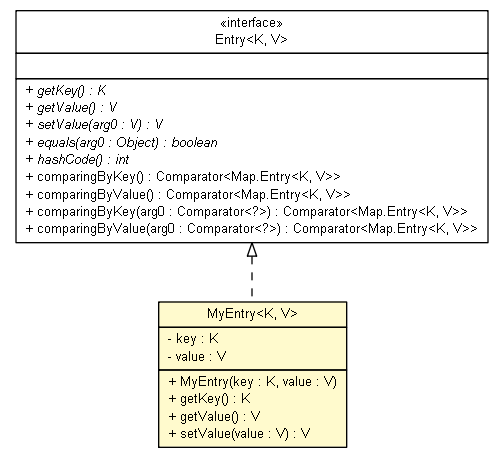 «interface»
Entry<K, V>
+ getKey() : K
+ getValue() : V
+ setValue(arg0 : V) : V
+ equals(arg0 : Object) : boolean
+ hashCode() : int
+ comparingByKey() : Comparator<Map.Entry<K, V>>
+ comparingByValue() : Comparator<Map.Entry<K, V>>
+ comparingByKey(arg0 : Comparator<?>) : Comparator<Map.Entry<K, V>>
+ comparingByValue(arg0 : Comparator<?>) : Comparator<Map.Entry<K, V>>
MyEntry<K, V>
- key : K
- value : V
+ MyEntry(key : K, value : V)
+ getKey() : K
+ getValue() : V
+ setValue(value : V) : V